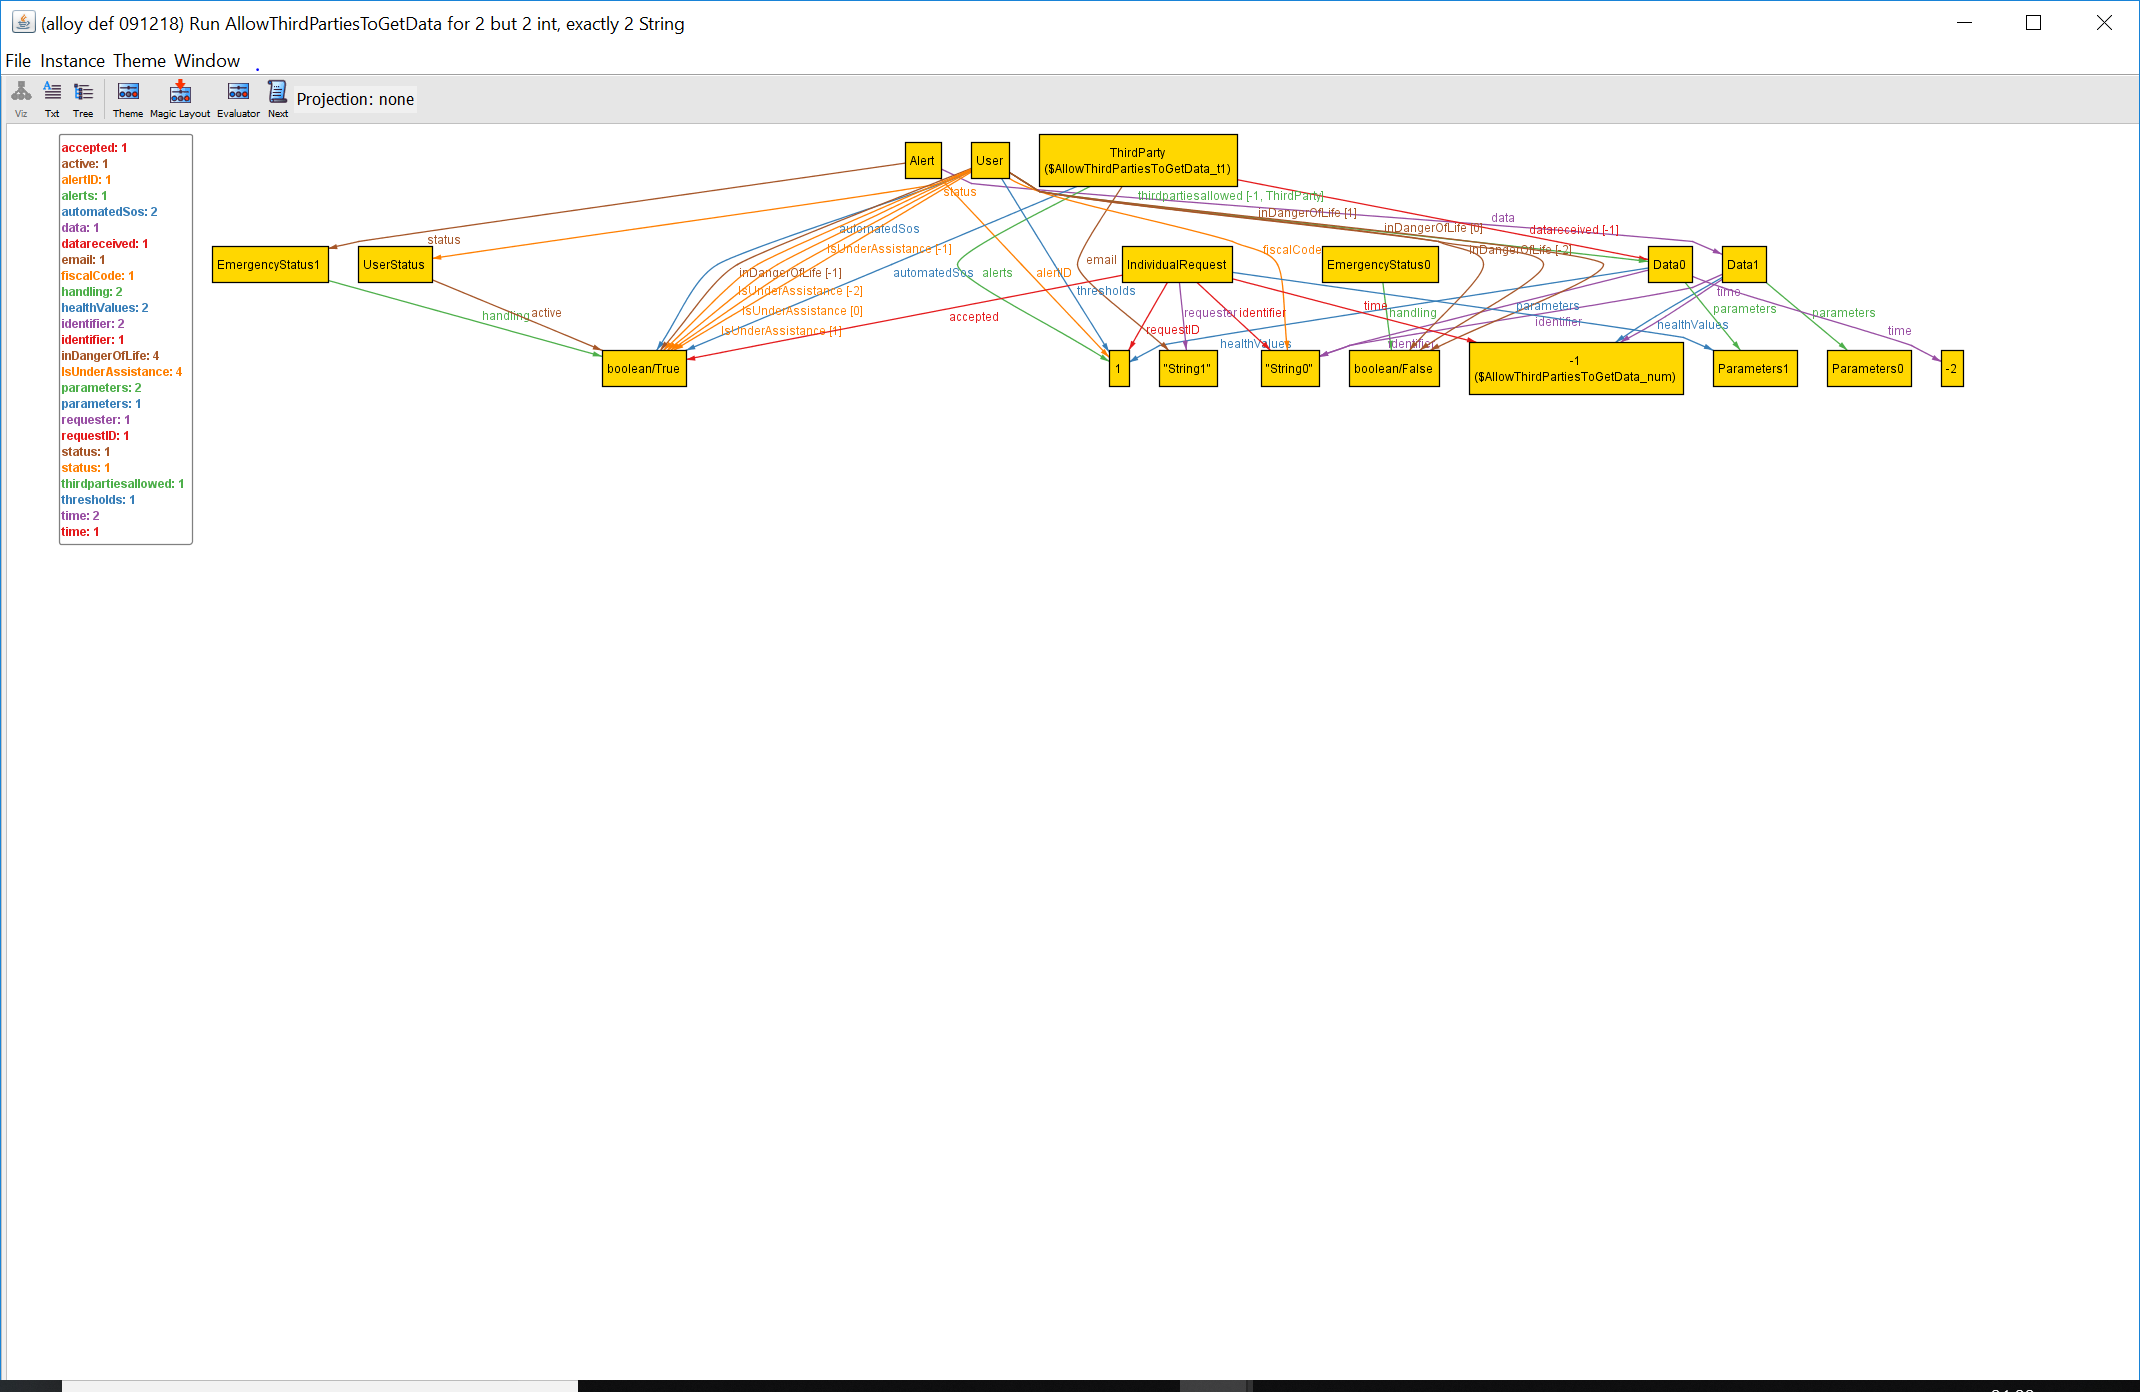 (alloy def 091218) Run AllowThirdPartiesToGetData for 2 but 2 int, exactly 2 String
File Instance Theme Window
Viz Txt Tree Theme Magic Layout Evaluator Next Projection: none
accepted: 1
active: 1
alertID: 1
alerts: 1
automatedSos: 2
data: 1
datareceived: 1
email: 1
fiscalCode: 1
handling: 2
healthValues: 2
identifier: 2
identifier: 1
inDangerOfLife: 4
IsUnderAssistance: 4
parameters: 2
parameters: 1
requester: 1
requestID: 1
status: 1
status: 1
thirdpartiesallowed: 1
thresholds: 1
time: 2
time: 1
Alert
User
ThirdParty
($AllowThirdPartiesToGetData_t1)
status
thirdpartiesallowed [-1, ThirdParty]
inDangerOfLife [1]
data
automatedSos
inDangerOfLife [0]
datareceived [-1]
status
IsUnderAssistance [-1]
fiscalCode
inDangerOfLife [-2]
EmergencyStatus1
UserStatus
email
IndividualRequest
EmergencyStatus0
Data0
Data1
inDangerOfLife [-1]
automatedSos
alerts
alertID
IsUnderAssistance [-2]
thresholds
time
IsUnderAssistance [0]
handling
active
accepted
requester
identifier
time
handling
parameters
parameters
parameters
IsUnderAssistance [1]
requestID
identifier
healthValues
time
healthValues
identifier
boolean/True
1
"String1"
"String0"
boolean/False
-1
($AllowThirdPartiesToGetData_num)
Parameters1
Parameters0
-2